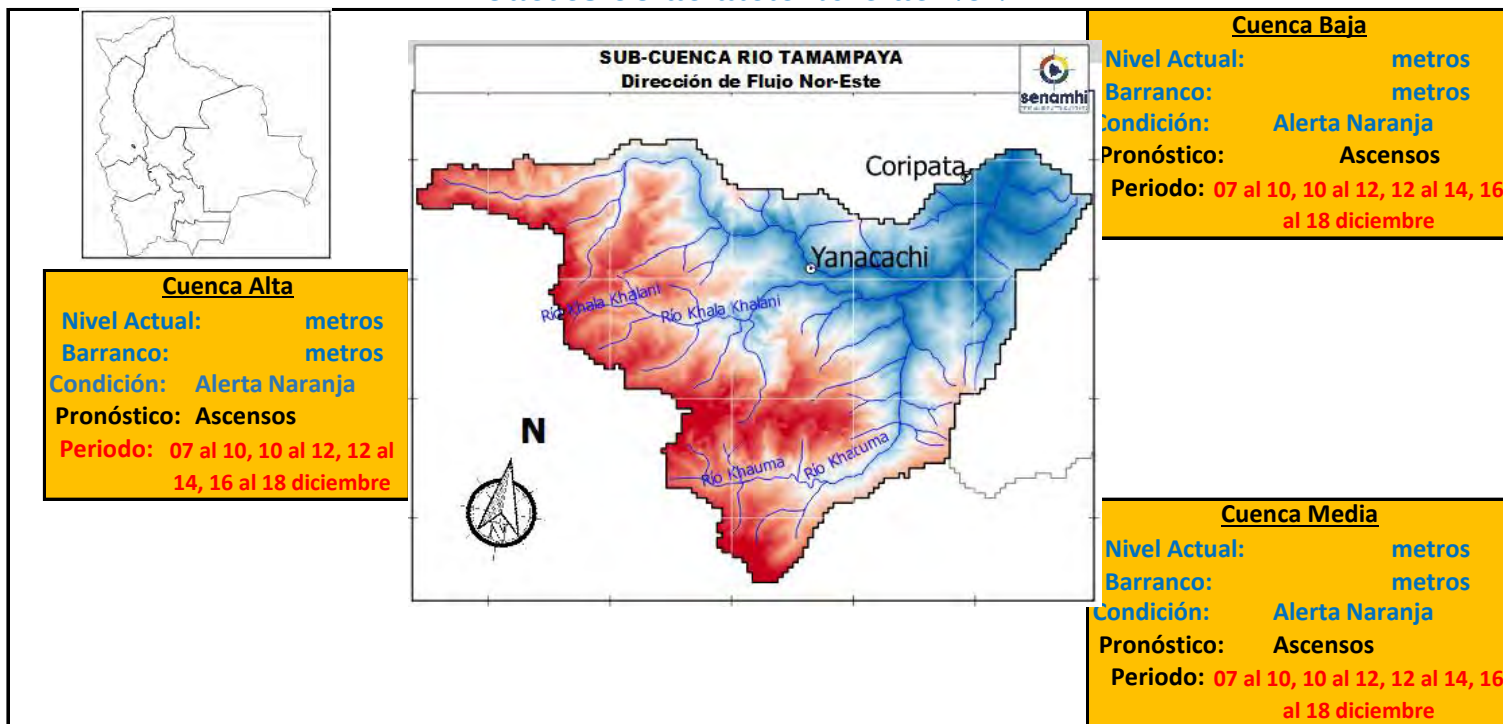 SUB-CUENCA RIO TAMAMPAYA
Dirección de Flujo Nor-Este
senamhi
Coripata
Yanacachi
Río Khala Khalani
Río Khala Khalani
Río Khauma
Río Khatuma
N
Cuenca Alta
Nivel Actual: metros
Barranco: metros
Condición: Alerta Naranja
Pronóstico: Ascensos
Periodo: 07 al 10, 10 al 12, 12 al
14, 16 al 18 diciembre
Cuenca Baja
Nivel Actual: metros
Barranco: metros
Condición: Alerta Naranja
Pronóstico: Ascensos
Periodo: 07 al 10, 10 al 12, 12 al 14, 16
al 18 diciembre
Cuenca Media
Nivel Actual: metros
Barranco: metros
Condición: Alerta Naranja
Pronóstico: Ascensos
Periodo: 07 al 10, 10 al 12, 12 al 14, 16
al 18 diciembre